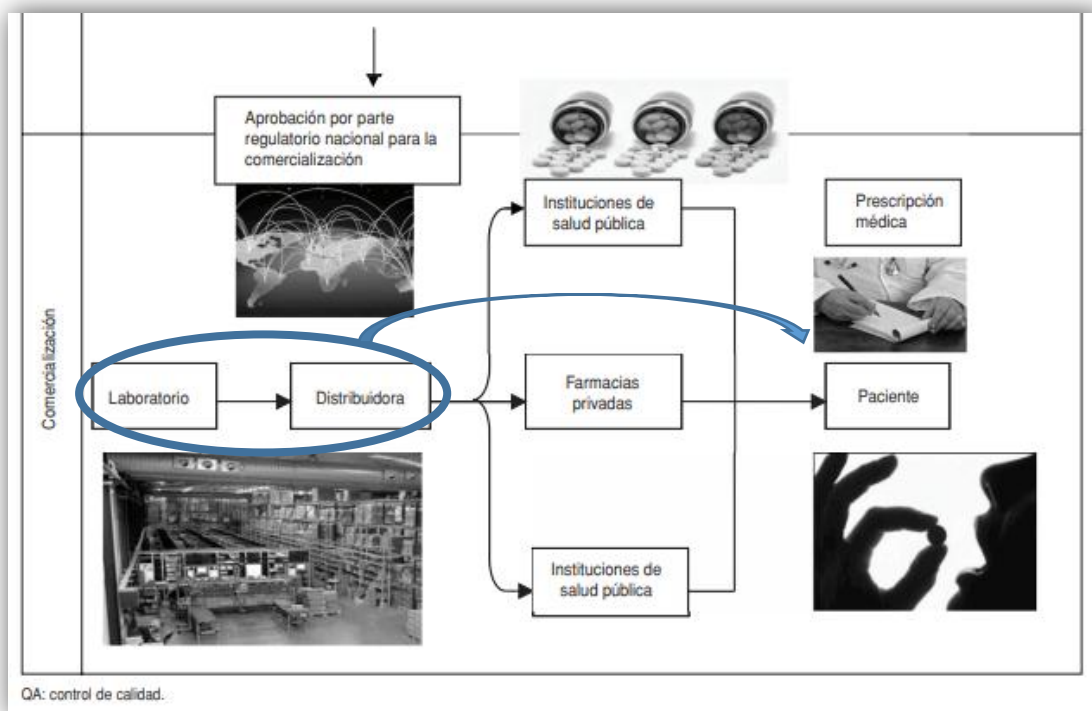 Aprobación por parte
regulatorio nacional para la
comercialización
Instituciones de
salud pública
Prescripción
médica
Comercialización
Laboratorio
Distribuidora
Farmacias
privadas
Paciente
Instituciones de
salud pública
QA: control de calidad.